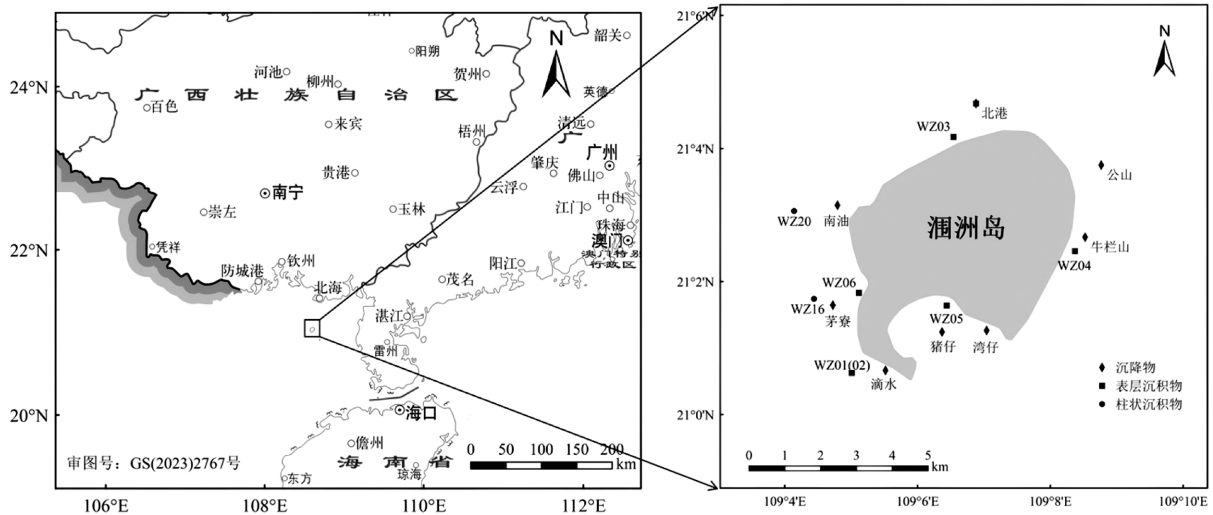 24°N
22°N
20°N
106°E
108°E
110°E
112°E
N
韶关
阳朔
河池
柳州
贺州
英德
广西壮族自治区
百色
来宾
清远
梧州
广
广州
肇庆
贵港
佛山
南宁
云浮
中山
崇左
玉林
江门
珠海
凭祥
澳门
澳门特别
行政区
防城港
钦州
阳江
北海
茂名
湛江
雷州
海口
儋州
海南省
琼海
东方
审图号：GS(2023)2767号
0 50 100 150 200
km
21°6′N
21°4′N
21°2′N
21°0′N
109°4′E
109°6′E
109°8′E
109°10′E
N
北港
WZ03
公山
WZ20
南油
涠洲岛
牛栏山
WZ04
WZ06
WZ16
茅寮
WZ05
猪仔
湾仔
WZ01(02)
滴水
沉降物
表层沉积物
柱状沉积物
0 1 2 3 4 5
km